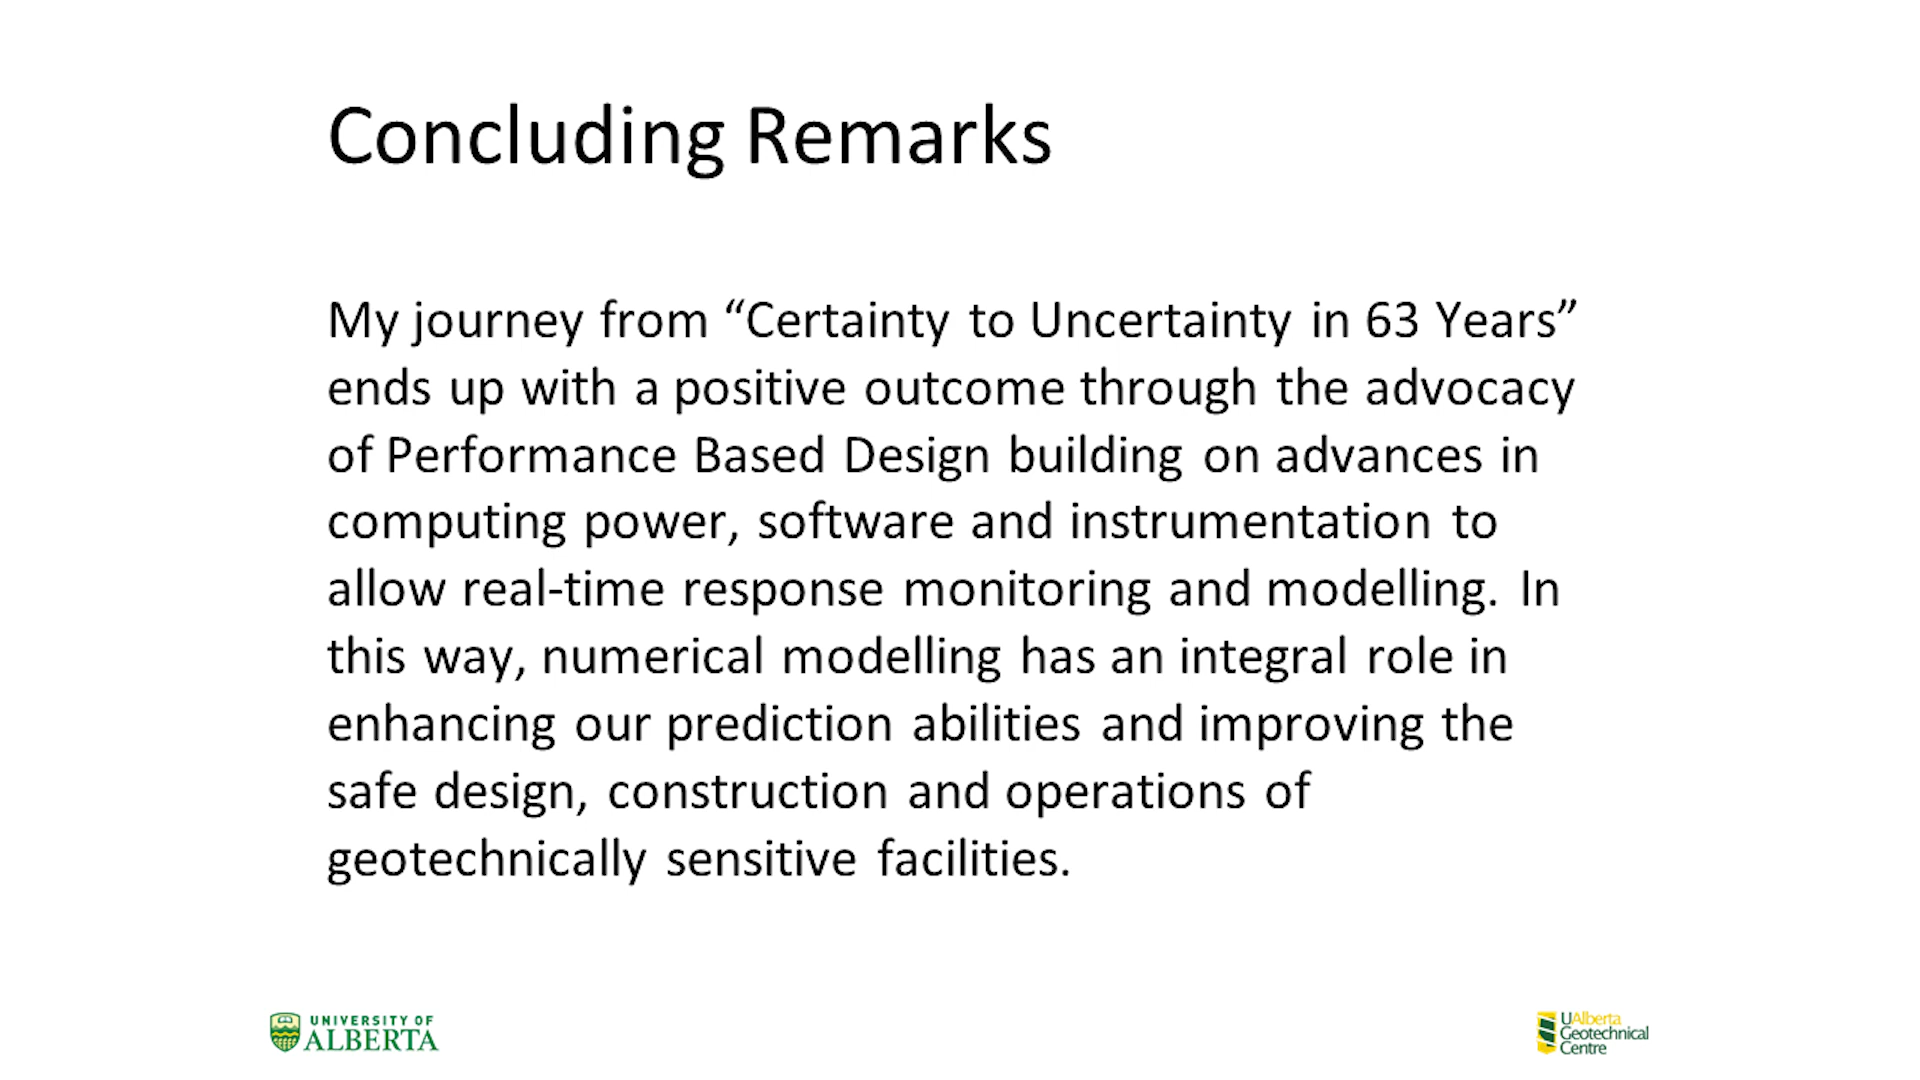 Concluding Remarks
My journey from “Certainty to Uncertainty in 63 Years”
ends up with a positive outcome through the advocacy
of Performance Based Design building on advances in
computing power, software and instrumentation to
allow real-time response monitoring and modelling. In
this way, numerical modelling has an integral role in
enhancing our prediction abilities and improving the
safe design, construction and operations of
geotechnically sensitive facilities.
UNIVERSITY OF
ALBERTA
UAlberta
Geotechnical
Centre